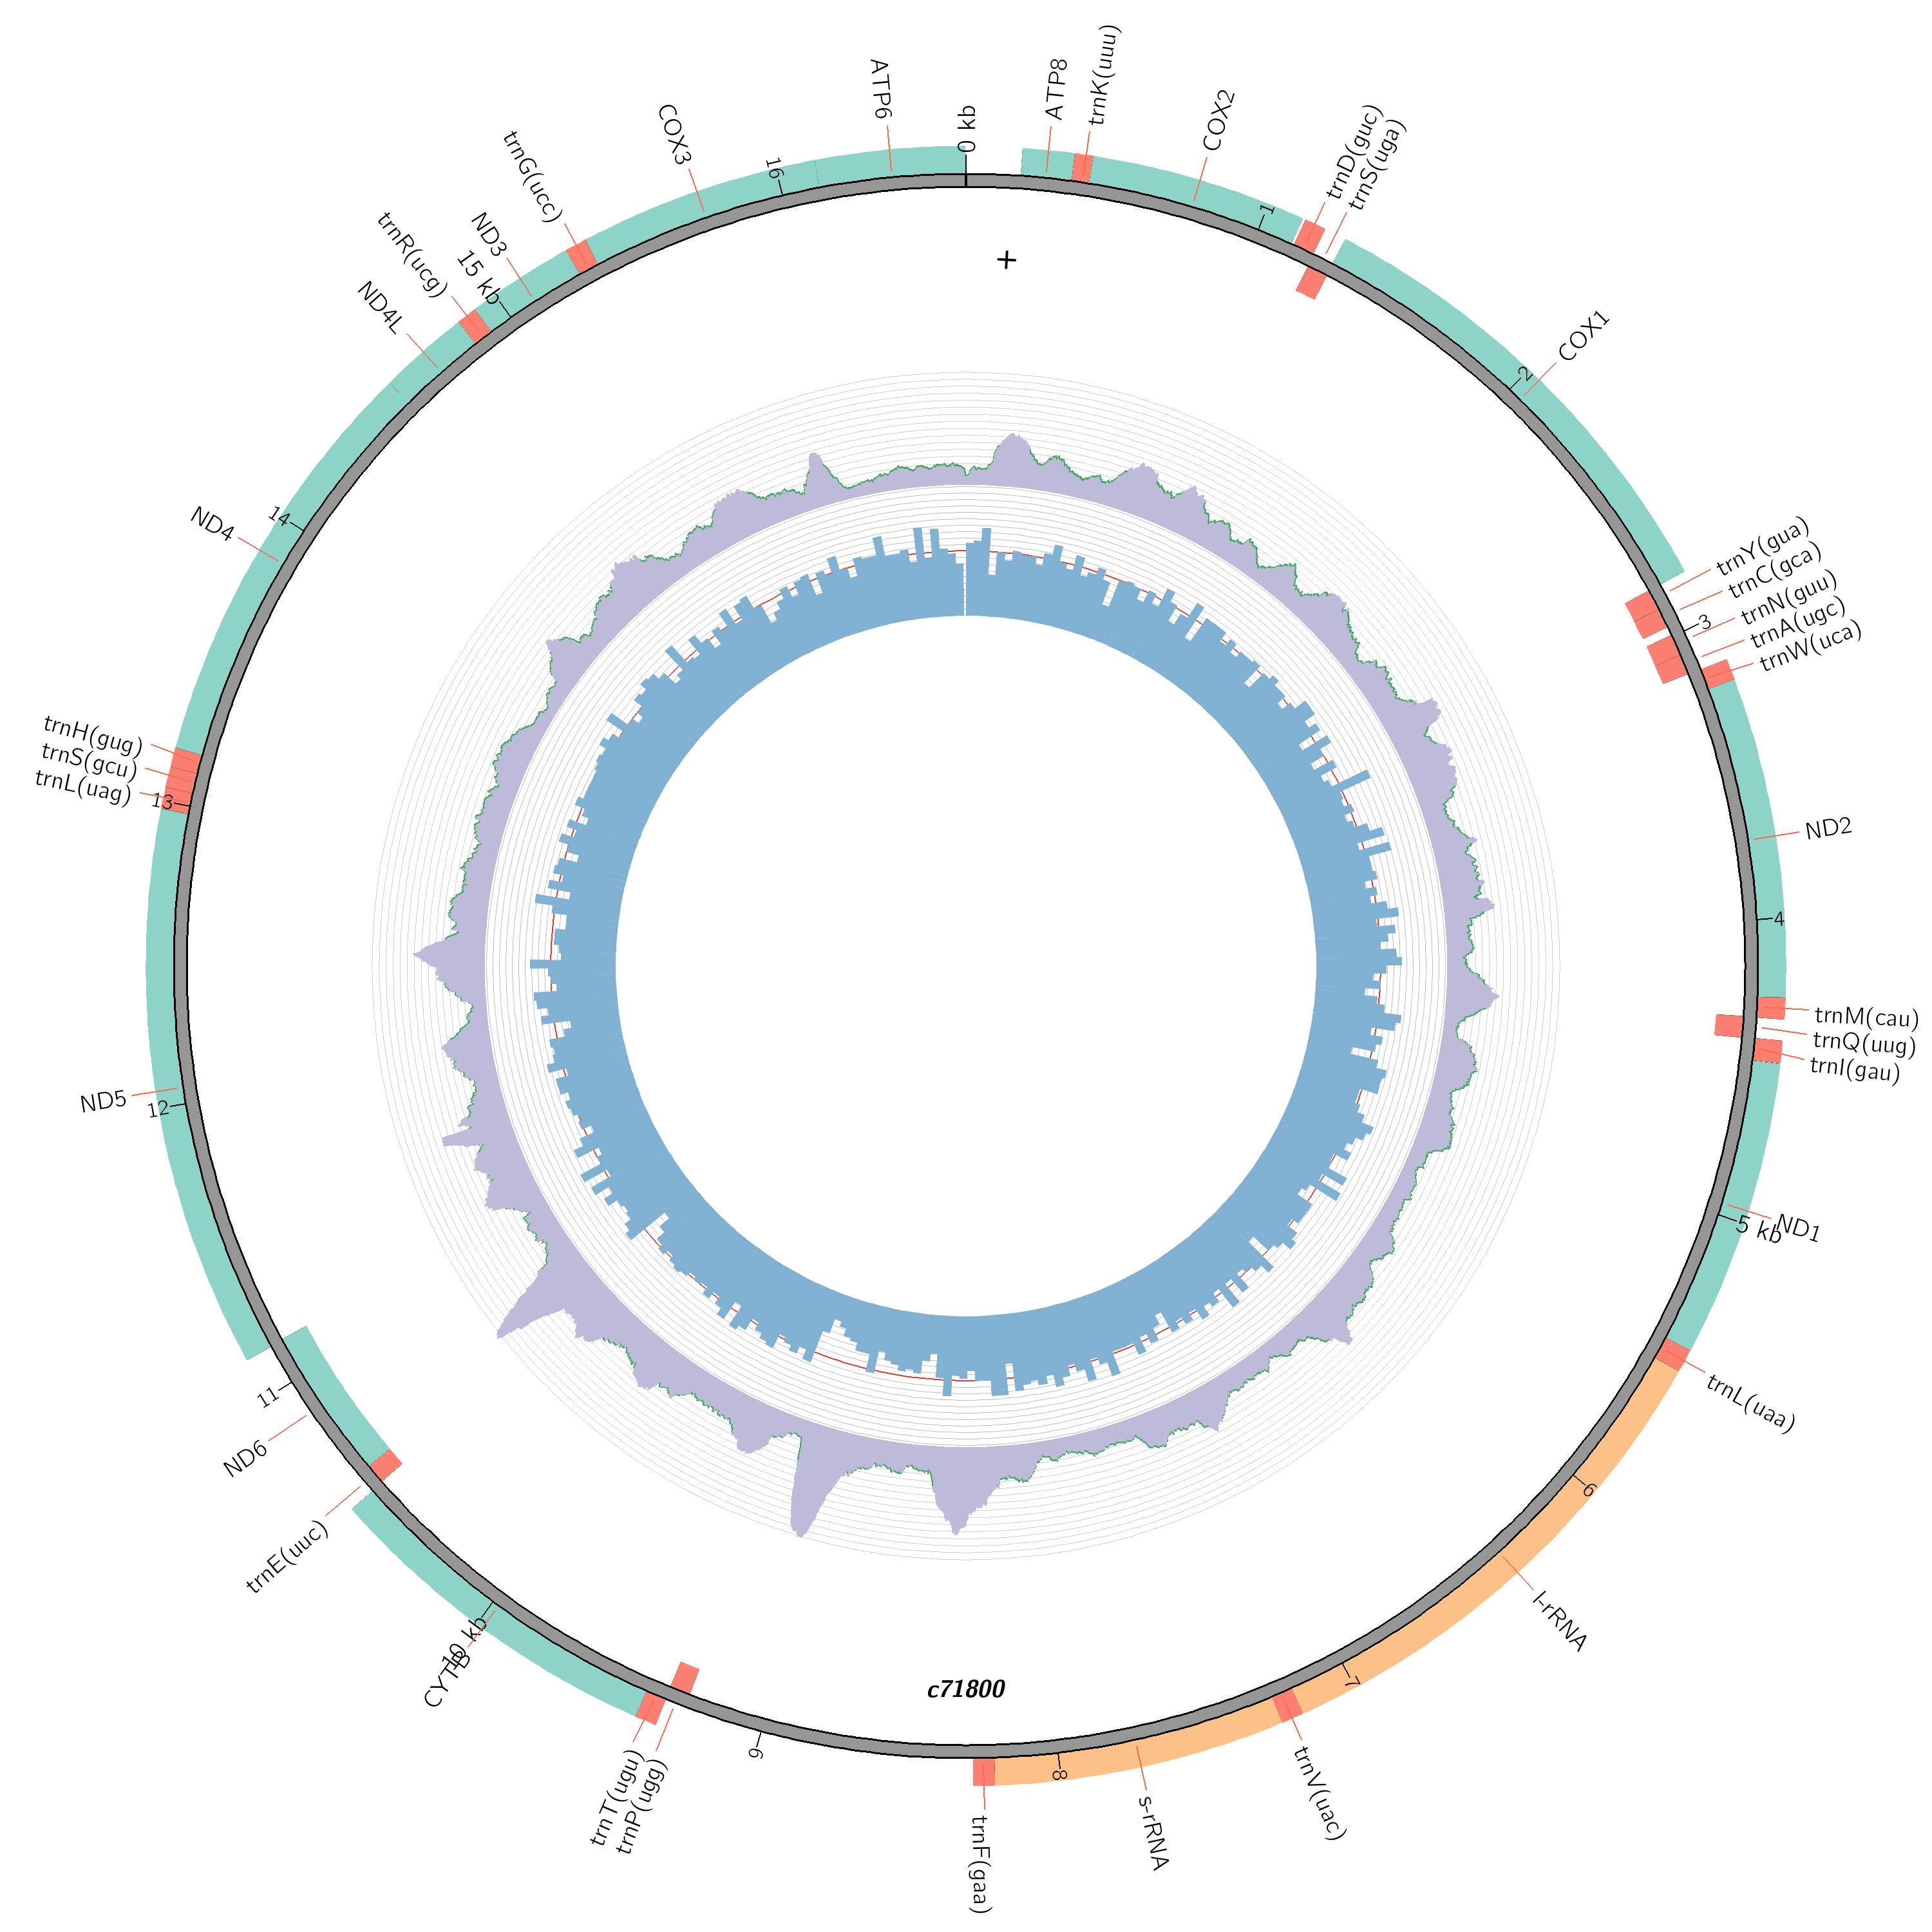 0 kb
ATP8
trnK(uuu)
COX2
1
trnD(guc)
trnS(uga)
COX1
2
trnY(gua)
trnC(gca)
3
trnN(guu)
trnA(ugc)
trnW(uca)
ND2
4
trnM(cau)
trnQ(uug)
trnI(gau)
ND1
5 kb
trnL(uaa)
6
l-rRNA
7
trnV(uac)
s-rRNA
8
trnF(gaa)
9
trnP(ugg)
trnT(ugu)
CYTB
10 kb
trnE(uuc)
ND6
11
12
ND5
13
trnL(uag)
trnS(gcu)
trnH(gug)
ND4
14
ND4L
trnR(ucg)
15 kb
ND3
trnG(ucc)
COX3
16
ATP6
+
c71800